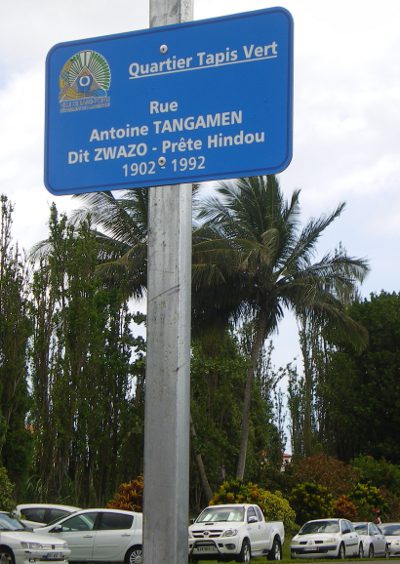 Quartier Tapis Vert
Rue
Antoine TANGAMEN
Dit ZWAZO - Prête Hindou
1902 - 1992